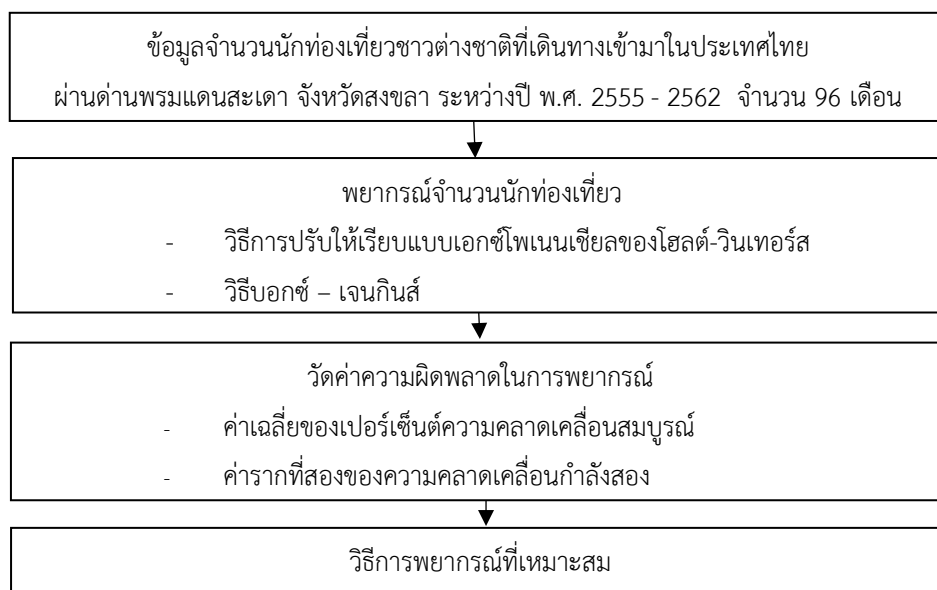 ข้อมูลจำนวนนักท่องเที่ยวชาวต่างชาติที่เดินทางเข้ามาในประเทศไทย
ผ่านด่านพรมแดนสะเดา จังหวัดสงขลา ระหว่างปี พ.ศ. 2555 - 2562 จำนวน 96 เดือน
พยากรณ์จำนวนนักท่องเที่ยว
- วิธีการปรับให้เรียบแบบเอกซ์โพเนนเชียลของโฮลต์-วินเทอร์ส
- วิธีบอกซ์ – เจนกินส์
วัดค่าความผิดพลาดในการพยากรณ์
- ค่าเฉลี่ยของเปอร์เซ็นต์ความคลาดเคลื่อนสมบูรณ์
- ค่ารากที่สองของความคลาดเคลื่อนกำลังสอง
วิธีการพยากรณ์ที่เหมาะสม